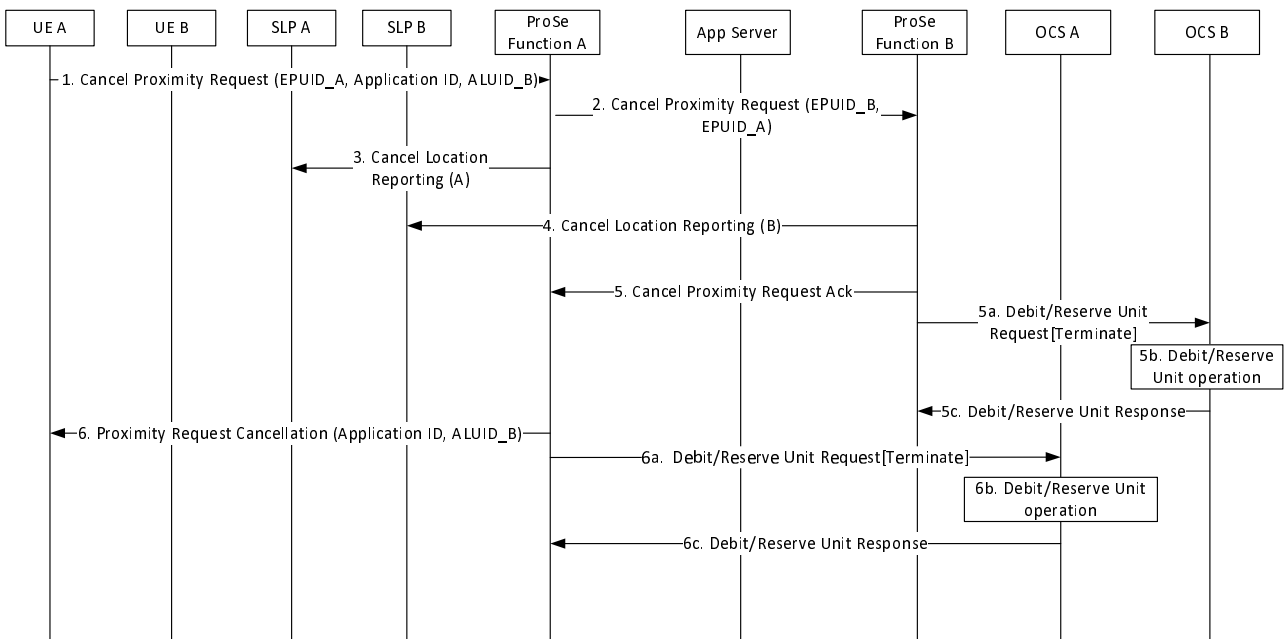 UE A
UE B
SLP A
SLP B
ProSe
Function A
App Server
ProSe
Function B
OCS A
OCS B
1. Cancel Proximity Request (EPUID_A, Application ID, ALUID_B)
2. Cancel Proximity Request (EPUID_B,
EPUID_A)
3. Cancel Location
Reporting (A)
4. Cancel Location Reporting (B)
5. Cancel Proximity Request Ack
5a. Debit/Reserve Unit
Request[Terminate]
5b. Debit/Reserve
Unit operation
5c. Debit/Reserve Unit Response
6. Proximity Request Cancellation (Application ID, ALUID_B)
6a. Debit/Reserve Unit Request[Terminate]
6b. Debit/Reserve Unit
operation
6c. Debit/Reserve Unit Response